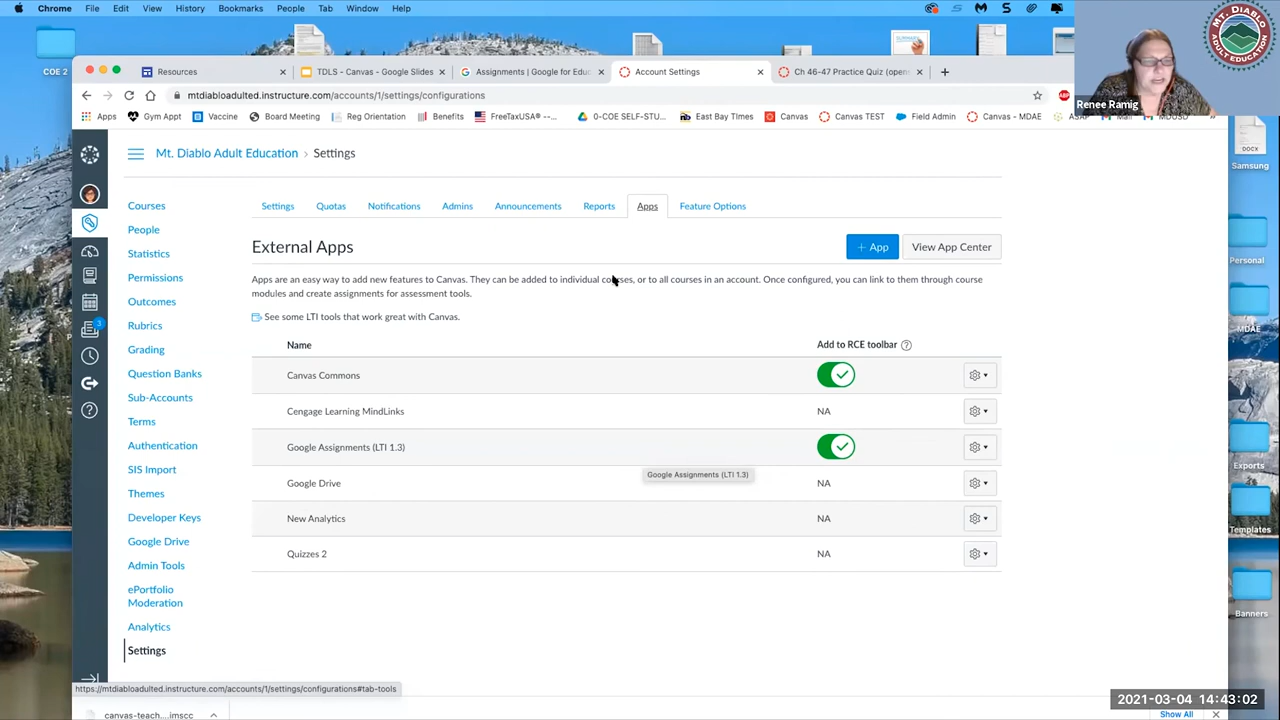 Chrome File Edit View History Bookmarks People Tab Window Help
COE 2
Resources
TDLS - Canvas - Google Slides
Assignments | Google for Educ
Account Settings
Ch 46-47 Practice Quiz (open
mtdiabloadulted.instructure.com/accounts/1/settings/configurations
Apps Gym Appt Vaccine Board Meeting Reg Orientation Benefits FreeTaxUSA® --... 0-COE SELF-STU... East Bay TImes Canvas Canvas TEST Field Admin Canvas - MDAE
MT. DIABLO
ADULT EDUCATION
Renee Ramig
Mt. Diablo Adult Education › Settings
Courses
People
Statistics
Permissions
Outcomes
Rubrics
Grading
Question Banks
Sub-Accounts
Terms
Authentication
SIS Import
Themes
Developer Keys
Google Drive
Admin Tools
ePortfolio
Moderation
Analytics
Settings
3
Settings Quotas Notifications Admins Announcements Reports Apps Feature Options
External Apps
+ App
View App Center
Apps are an easy way to add new features to Canvas. They can be added to individual courses, or to all courses in an account. Once configured, you can link to them through course
modules and create assignments for assessment tools.
See some LTI tools that work great with Canvas.
Name Add to RCE toolbar ?
Canvas Commons
Cengage Learning MindLinks NA
Google Assignments (LTI 1.3)
Google Assignments (LTI 1.3)
Google Drive NA
New Analytics NA
Quizzes 2 NA
DOCX
Samsung
Personal
MDAE
Exports
Templates
Banners
https://mtdiabloadulted.instructure.com/accounts/1/settings/configurations#tab-tools
canvas-teach....imscc
2021-03-04 14:43:02
Show All